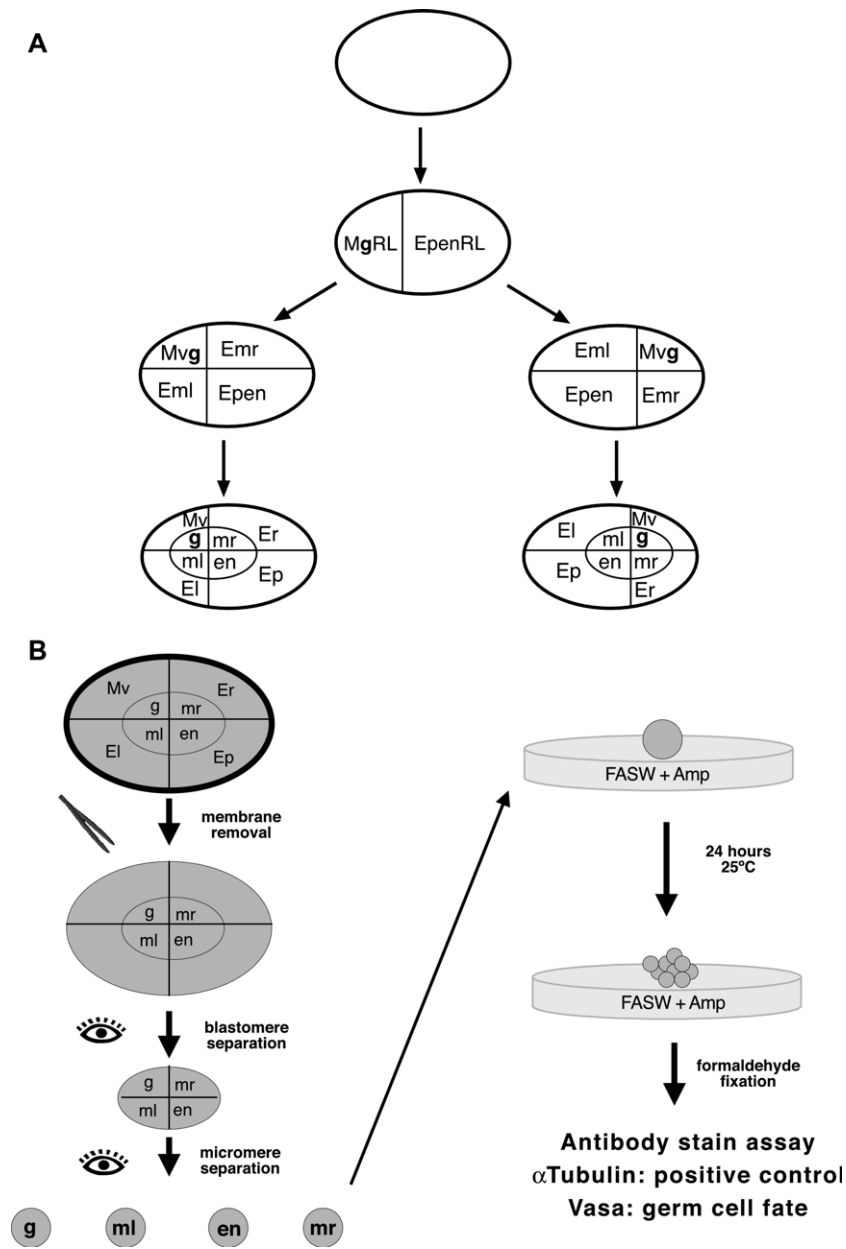 A
MgRL EpenRL
Mvg Emr
Eml Epen
Eml Mvg
Epen Emr
Mv
g mr Er
ml en Ep
El
El ml Mv
g
Ep en mr
Er
B
Mv Er
g mr
ml en
El Ep
membrane
removal
g mr
ml en
blastomere
separation
g mr
ml en
micromere
separation
g ml en mr
FASW + Amp
24 hours
25ºC
FASW + Amp
formaldehyde
fixation
Antibody stain assay
αTubulin: positive control
Vasa: germ cell fate